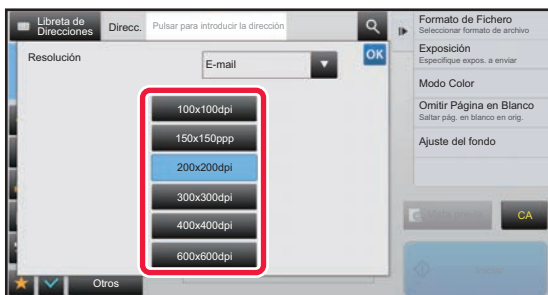 Libreta de
Direcciones
Direcc.
Pulsar para introducir la dirección
Resolución
E-mail
OK
100x100dpi
150x150ppp
200x200dpi
300x300dpi
400x400dpi
600x600dpi
Otros
Formato de Fichero
Seleccionar formato de archivo
Exposición
Especifique expos. a enviar
Modo Color
Omitir Página en Blanco
Saltar pág. en blanco en orig.
Ajuste del fondo
CA